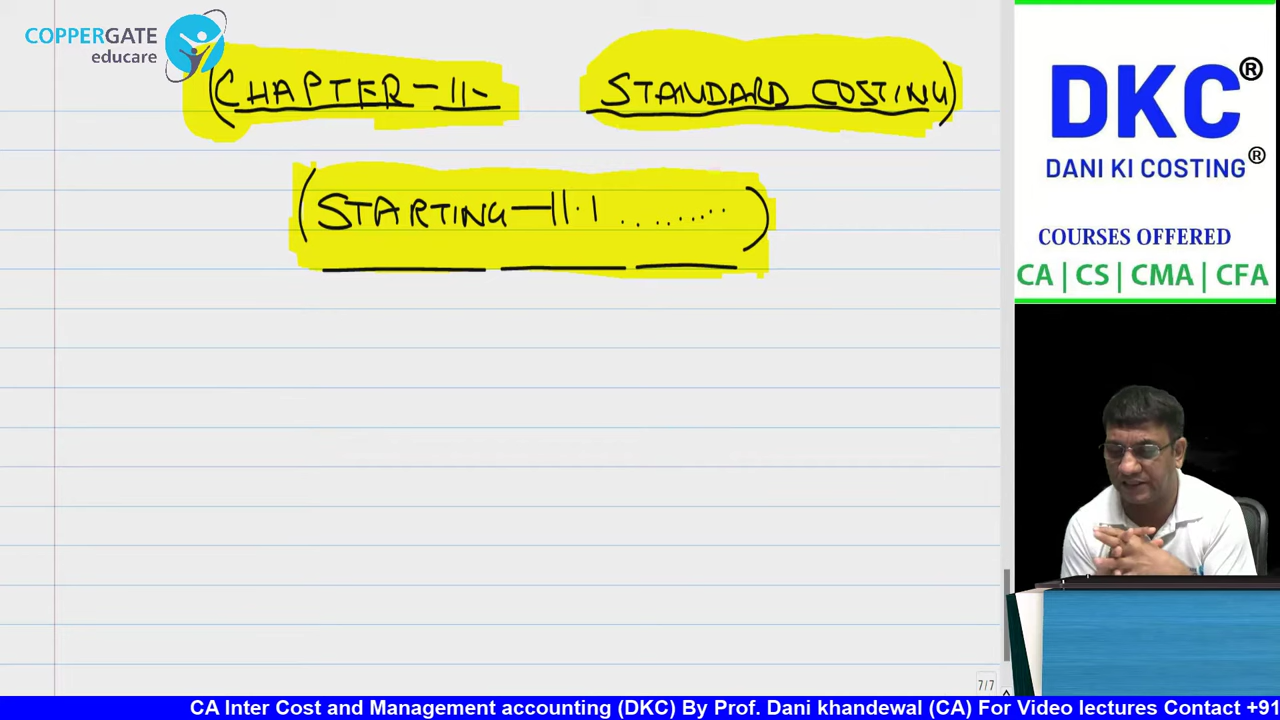 COPPERGATE
educare
(CHAPTER-11- STANDARD COSTING)
(STARTING-11.1 .........)
DKC®
DANI KI COSTING®
COURSES OFFERED
CA | CS | CMA | CFA
7/7
CA Inter Cost and Management accounting (DKC) By Prof. Dani khandewal (CA) For Video lectures Contact +91